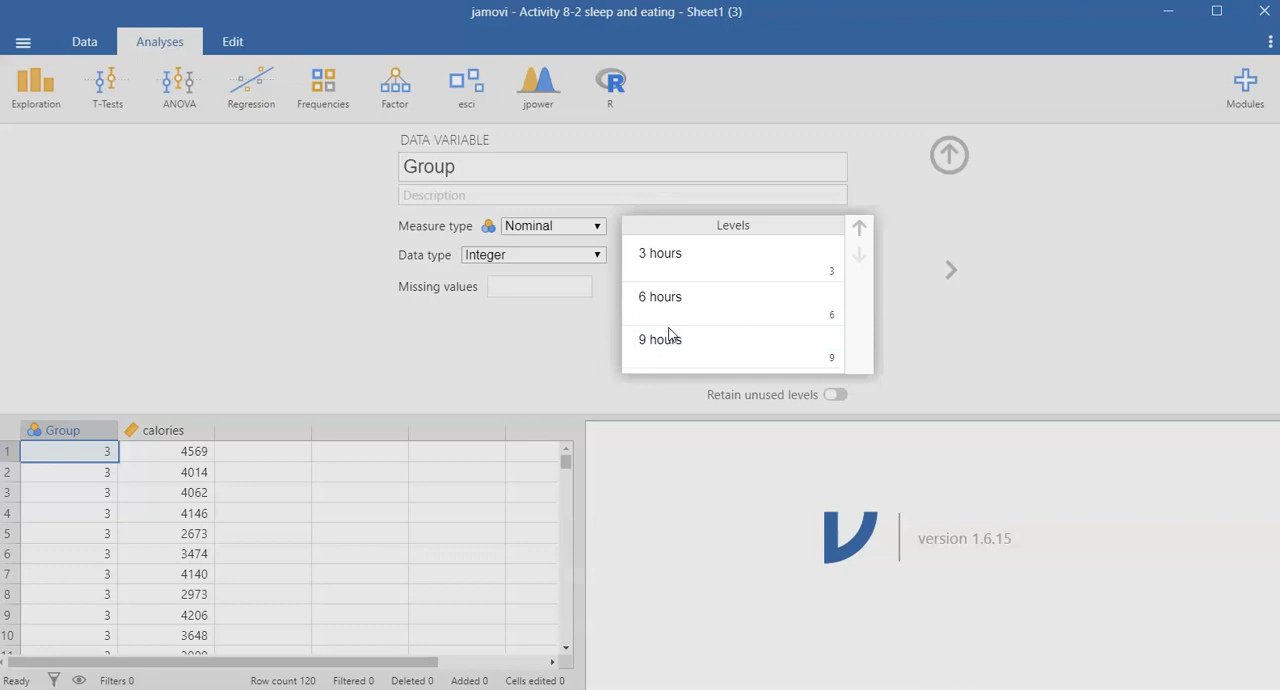 jamovi - Activity 8-2 sleep and eating - Sheet1 (3)
Data Analyses Edit
Exploration T-Tests ANOVA Regression Frequencies Factor esci jpower R Modules
DATA VARIABLE
Group
Description
Measure type Nominal
Data type Integer
Missing values
Levels
3 hours
3
6 hours
6
9 hours
9
Retain unused levels
Group calories
1 3 4569
2 3 4014
3 3 4062
4 3 4146
5 3 2673
6 3 3474
7 3 4140
8 3 2973
9 3 4206
10 3 3648
version 1.6.15
Ready Filters 0 Row count 120 Filtered 0 Deleted 0 Added 0 Cells edited 0